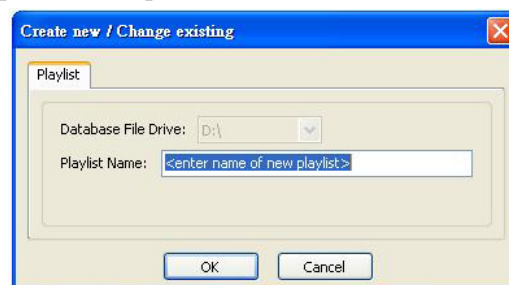 Create new / Change existing
Playlist
Database File Drive: D:\
Playlist Name: <enter name of new playlist>
OK Cancel